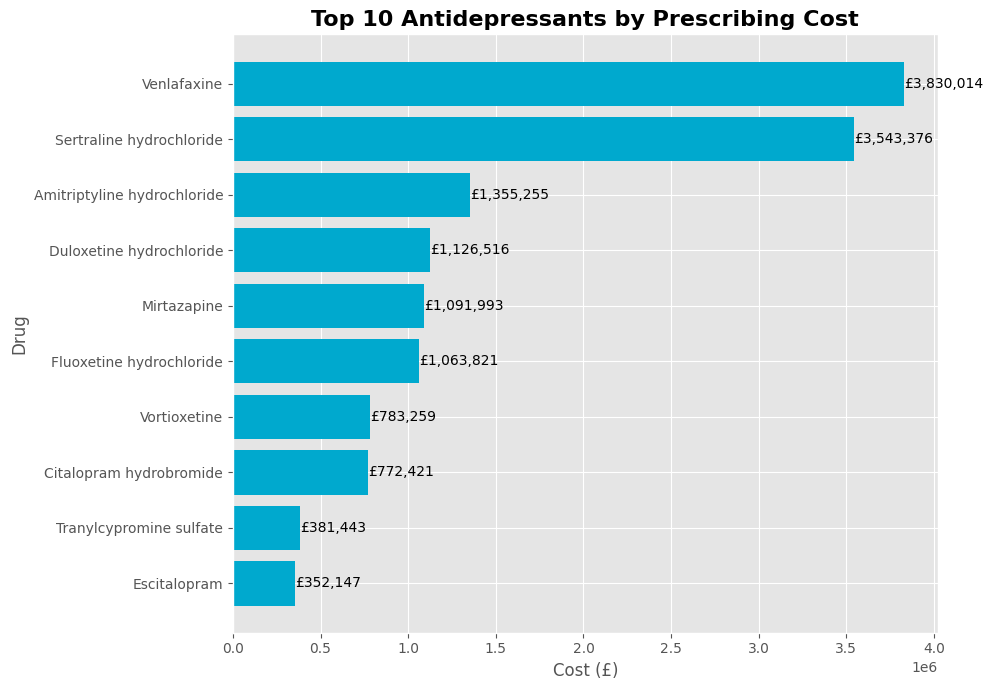 Top 10 Antidepressants by Prescribing Cost
Venlafaxine £3,830,014
Sertraline hydrochloride £3,543,376
Amitriptyline hydrochloride £1,355,255
Duloxetine hydrochloride £1,126,516
Mirtazapine £1,091,993
Fluoxetine hydrochloride £1,063,821
Vortioxetine £783,259
Citalopram hydrobromide £772,421
Tranylcypromine sulfate £381,443
Escitalopram £352,147
Drug
0.0 0.5 1.0 1.5 2.0 2.5 3.0 3.5 4.0
1e6
Cost (£)